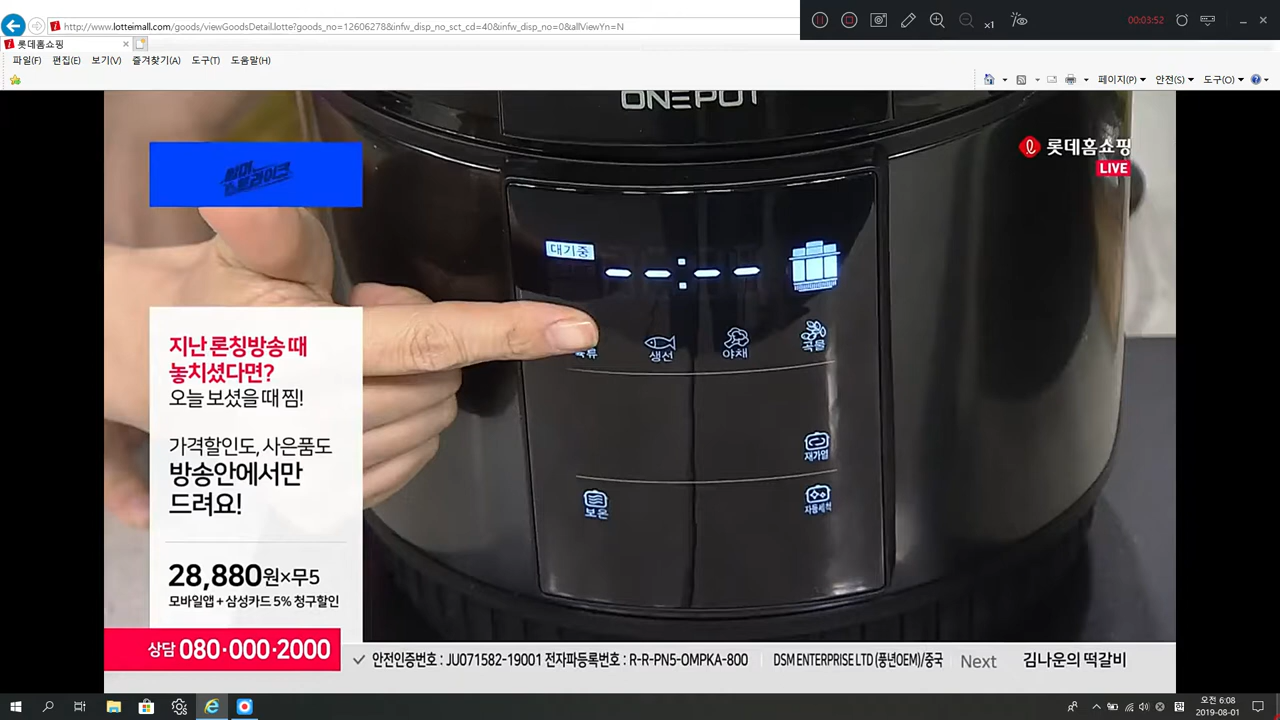 http://www.lotteimall.com/goods/viewGoodsDetail.lotte?goods_no=12606278&infw_disp_no_sct_cd=40&infw_disp_no=0&allViewYn=N
×1
00:03:52
롯데홈쇼핑
파일(F) 편집(E) 보기(V) 즐겨찾기(A) 도구(T) 도움말(H)
페이지(P) 안전(S) 도구(O)
ONEPOT
롯데홈쇼핑
LIVE
대기중
--:--
육류 생선 야채 곡물
재가열
보온 자동세척
지난 론칭방송 때
놓치셨다면?
오늘 보셨을 때 찜!
가격할인도, 사은품도
방송안에서만
드려요!
28,880원×무5
모바일앱 + 삼성카드 5% 청구할인
상담 080·000·2000
안전인증번호 : JU071582-19001 전자파등록번호 : R-R-PN5-OMPKA-800 DSM ENTERPRISE LTD (풍년OEM)/중국 Next 김나운의 떡갈비
오전 6:08
2019-08-01